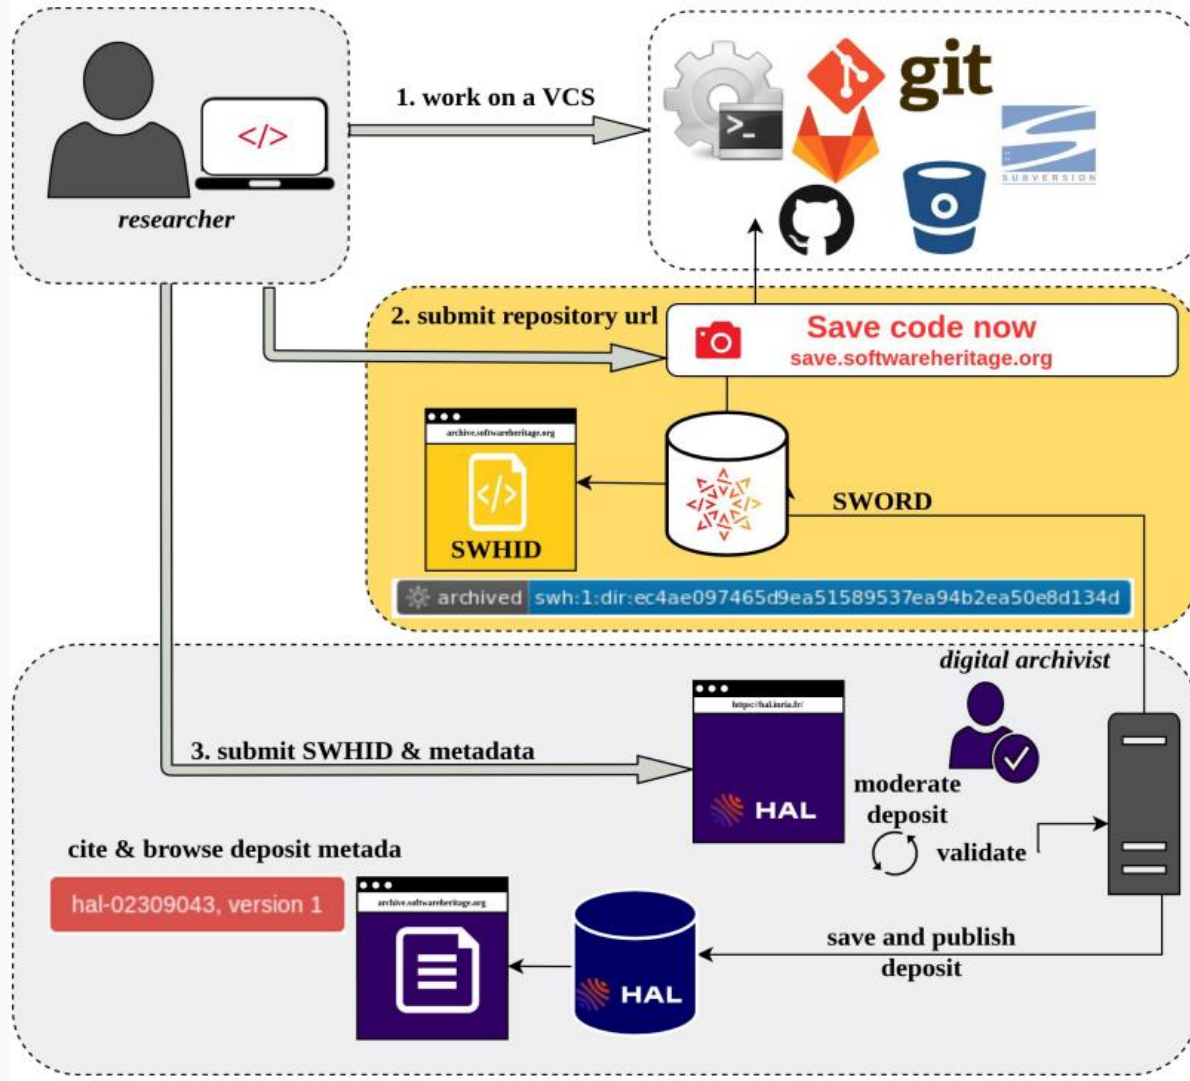 </>
researcher
1. work on a VCS
>_
git
SUBVERSION
2. submit repository url
Save code now
save.softwareheritage.org
archive.softwareheritage.org
</>
SWHID
SWORD
archived swh:1:dir:ec4ae097465d9ea51589537ea94b2ea50e8d134d
digital archivist
https://hal.inria.fr/
3. submit SWHID & metadata
HAL
moderate
deposit
validate
cite & browse deposit metada
hal-02309043, version 1
archive.softwareheritage.org
HAL
save and publish
deposit